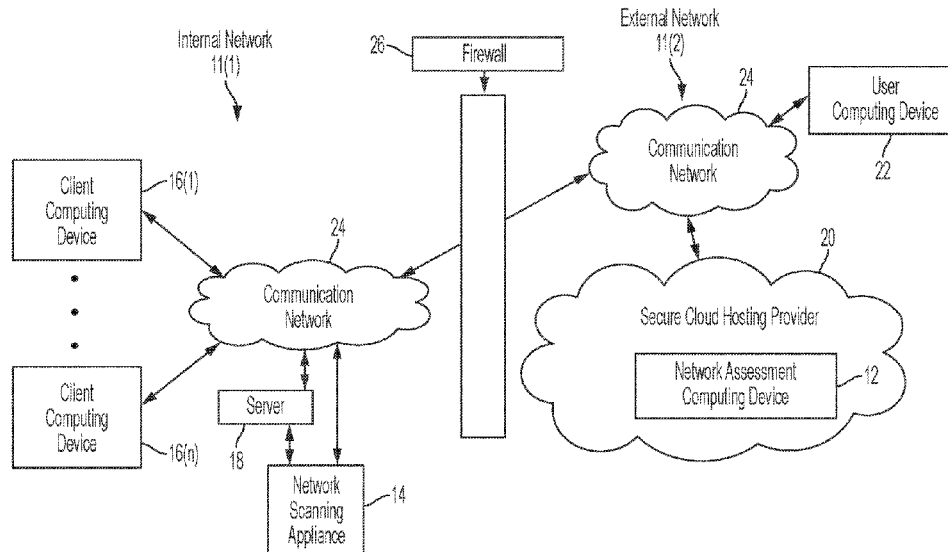 Internal Network
11(1)
26
Firewall
External Network
11(2)
24
User
Computing Device
22
Communication
Network
Client
Computing
Device
16(1)
24
Communication
Network
20
Secure Cloud Hosting Provider
Network Assessment
Computing Device
12
Client
Computing
Device
16(n)
Server
18
Network
Scanning
Appliance
14